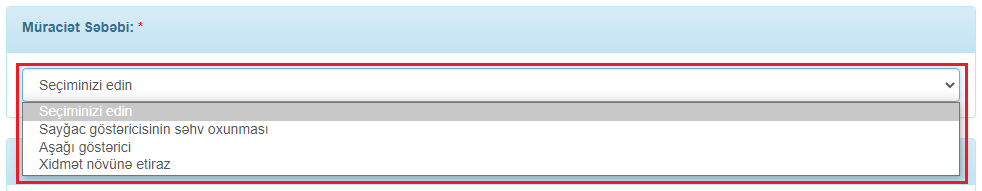 Müraciət Səbəbi: *
Seçiminizi edin
Seçiminizi edin
Sayğac göstəricisinin səhv oxunması
Aşağı göstərici
Xidmət növünə etiraz